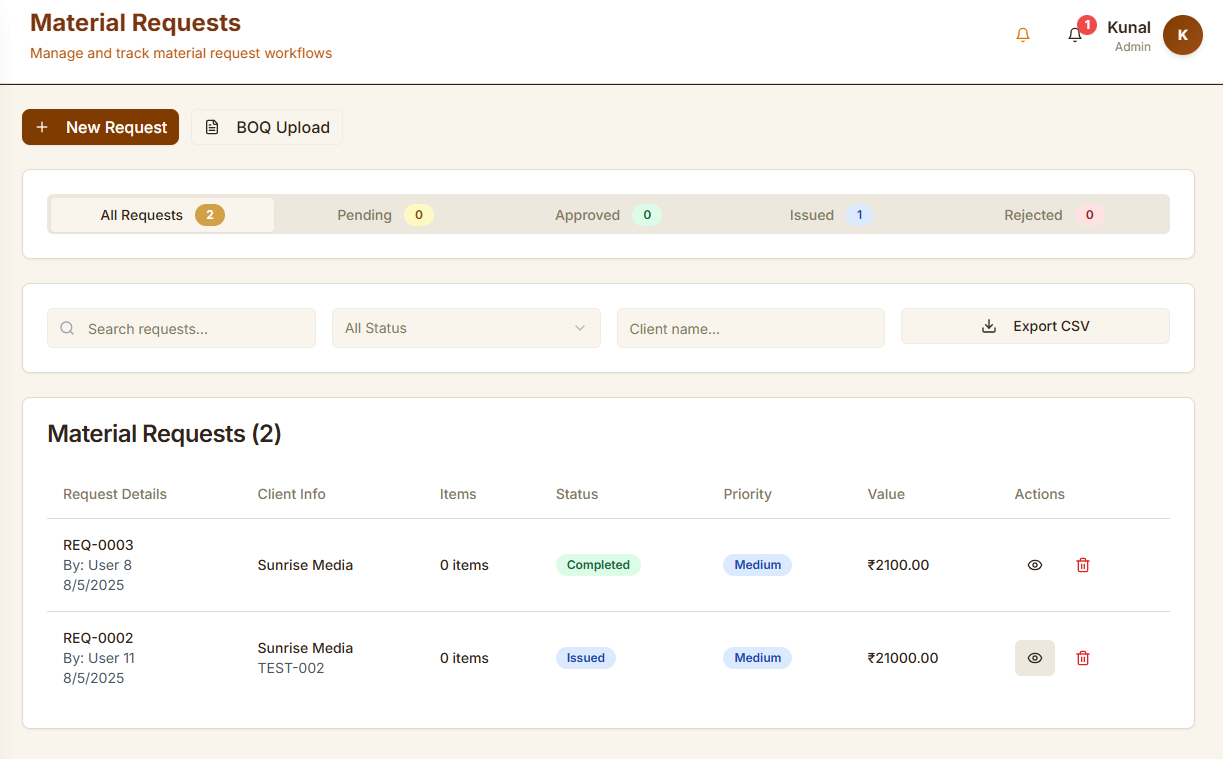 Material Requests
Manage and track material request workflows
1
Kunal
Admin
K
New Request
BOQ Upload
All Requests 2
Pending 0
Approved 0
Issued 1
Rejected 0
Search requests...
All Status
Client name...
Export CSV
Material Requests (2)
Request Details Client Info Items Status Priority Value Actions
REQ-0003
By: User 8
8/5/2025
Sunrise Media
0 items
Completed
Medium
₹2100.00
REQ-0002
By: User 11
8/5/2025
Sunrise Media
TEST-002
0 items
Issued
Medium
₹21000.00